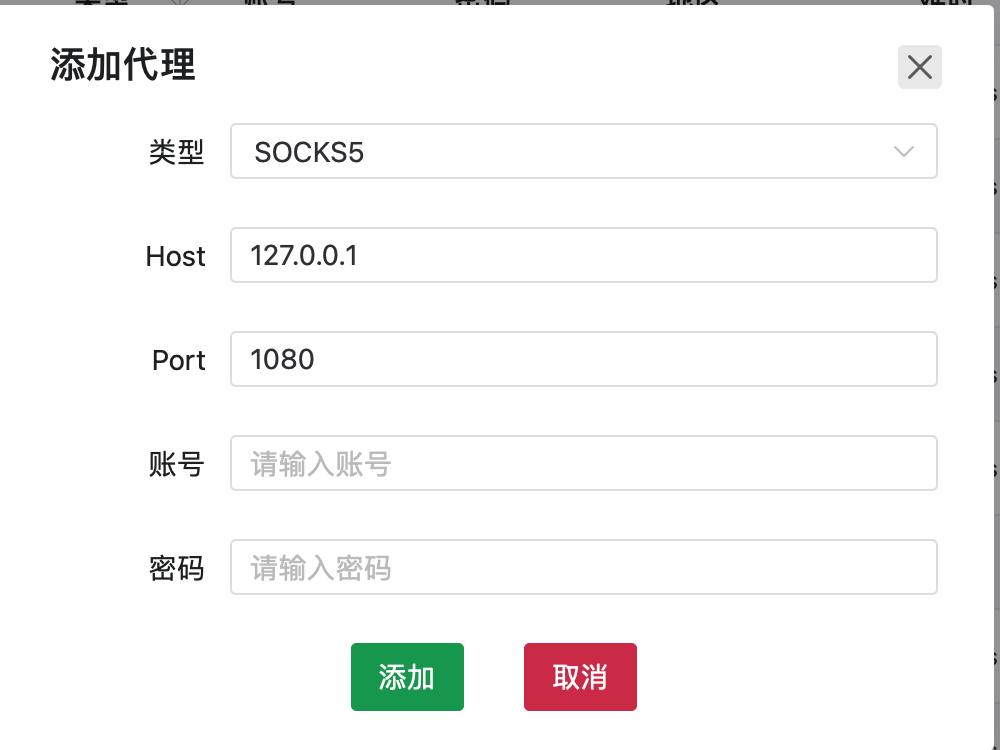 添加代理
类型 SOCKS5
Host 127.0.0.1
Port 1080
账号 请输入账号
密码 请输入密码
添加 取消